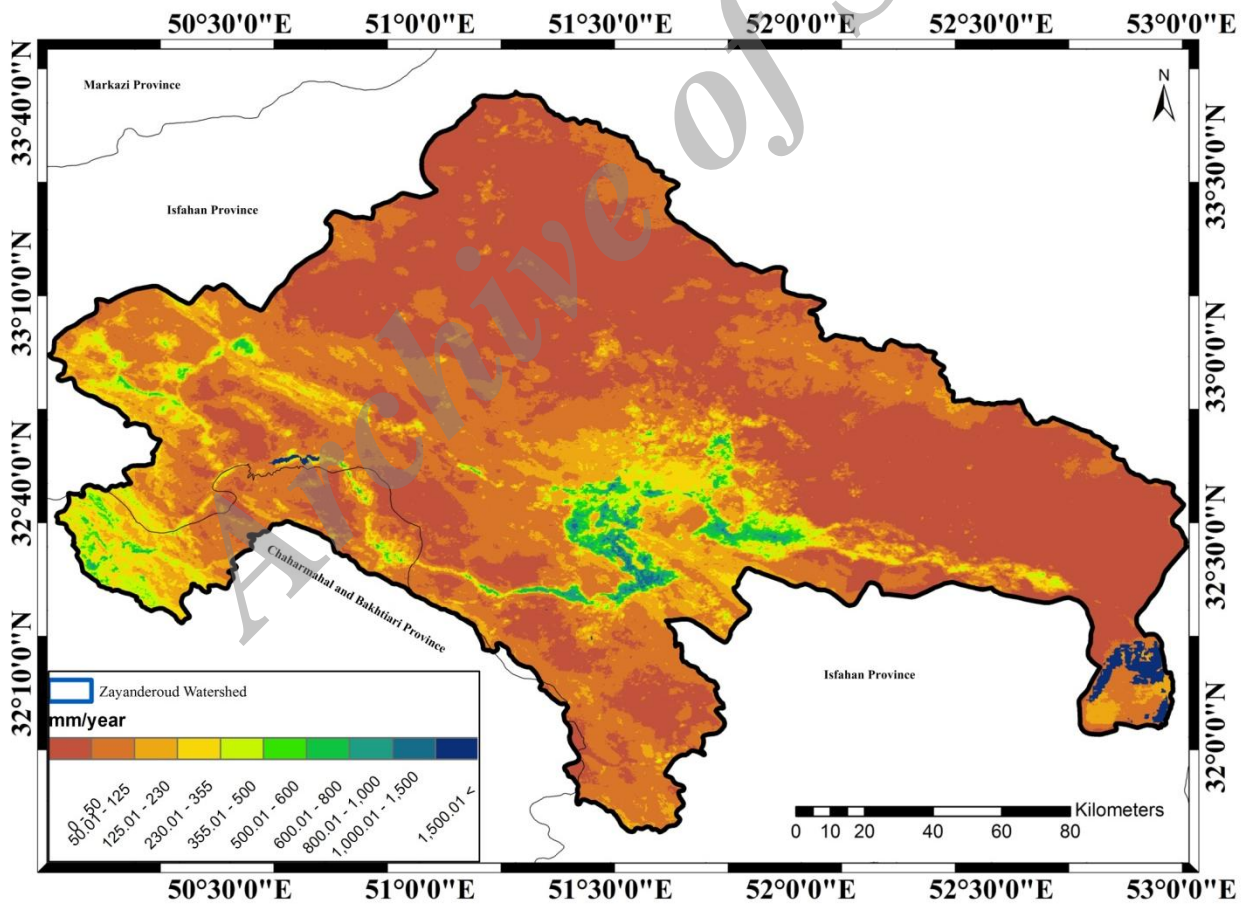 50°30'0"E 51°0'0"E 51°30'0"E 52°0'0"E 52°30'0"E 53°0'0"E
33°40'0"N
33°10'0"N
32°40'0"N
32°10'0"N
33°30'0"N
33°0'0"N
32°30'0"N
32°0'0"N
Markazi Province
N
Isfahan Province
Archive of S
Chaharmahal and Bakhtiari Province
Isfahan Province
Zayanderoud Watershed
mm/year
0 - 50
50.01 - 125
125.01 - 230
230.01 - 355
355.01 - 500
500.01 - 600
600.01 - 800
800.01 - 1,000
1,000.01 - 1,500
1,500.01 <
Kilometers
0 10 20 40 60 80
50°30'0"E 51°0'0"E 51°30'0"E 52°0'0"E 52°30'0"E 53°0'0"E